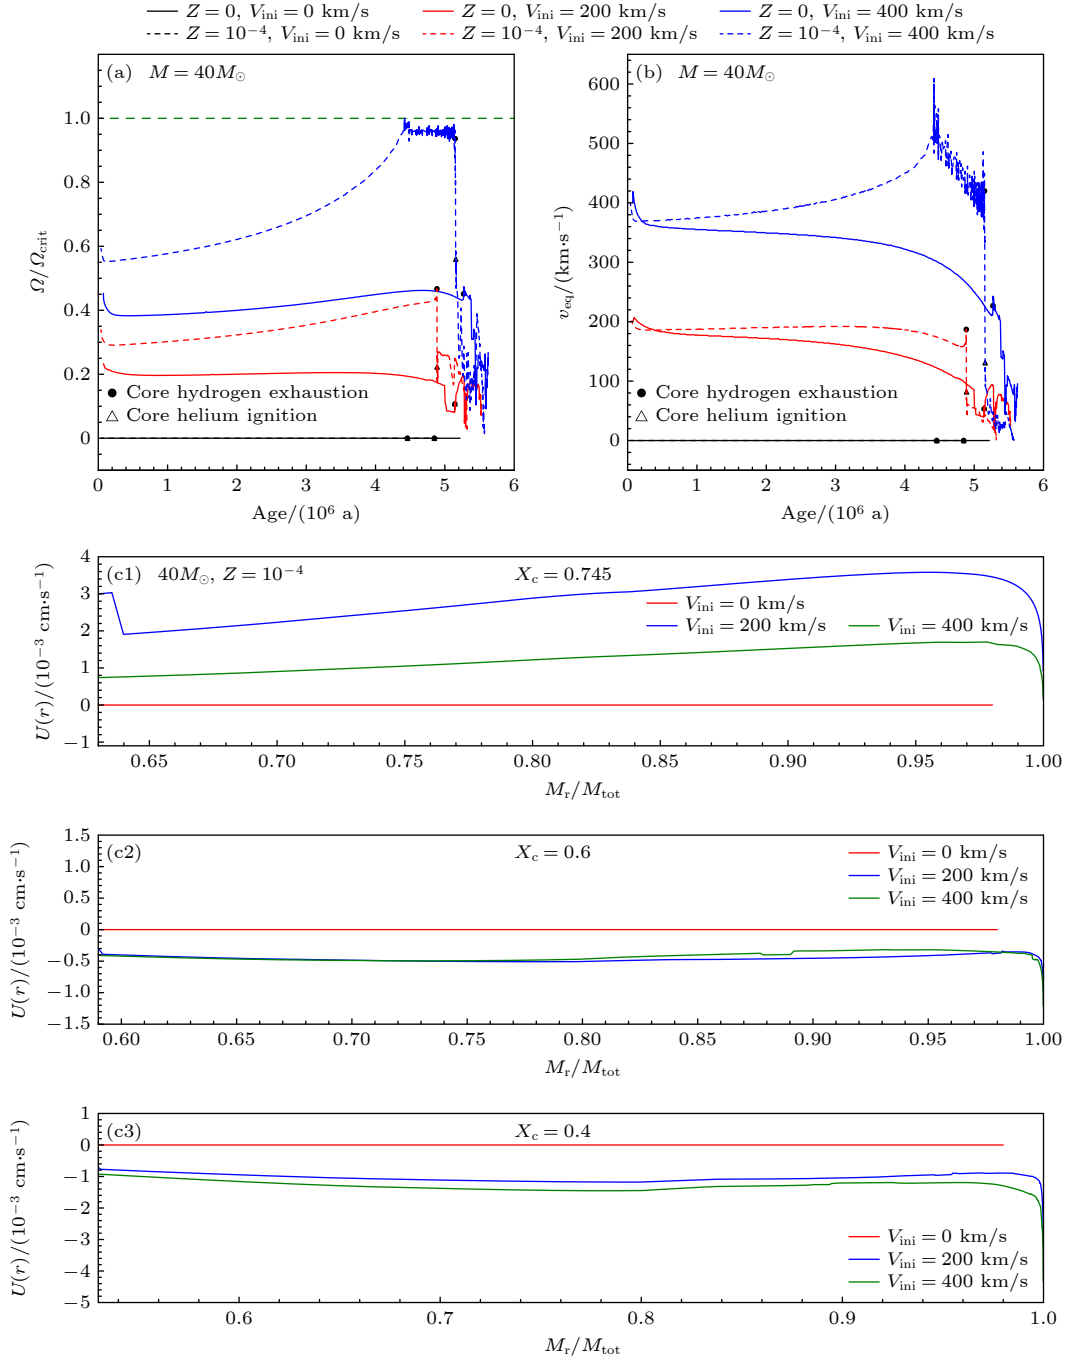 Z = 0, V_ini = 0 km/s Z = 0, V_ini = 200 km/s Z = 0, V_ini = 400 km/s
Z = 10⁻⁴, V_ini = 0 km/s Z = 10⁻⁴, V_ini = 200 km/s Z = 10⁻⁴, V_ini = 400 km/s
(a) M = 40M⊙
1.0
0.8
0.6
0.4
0.2
0
Ω/Ω_crit
Core hydrogen exhaustion
Core helium ignition
0 1 2 3 4 5 6
Age/(10⁶ a)
(b) M = 40M⊙
600
500
400
300
200
100
0
v_eq/(km·s⁻¹)
Core hydrogen exhaustion
Core helium ignition
0 1 2 3 4 5 6
Age/(10⁶ a)
(c1) 40M⊙, Z = 10⁻⁴ X_c = 0.745
V_ini = 0 km/s
V_ini = 200 km/s V_ini = 400 km/s
4
3
2
1
0
−1
U(r)/(10⁻³ cm·s⁻¹)
0.65 0.70 0.75 0.80 0.85 0.90 0.95 1.00
M_r/M_tot
(c2) X_c = 0.6
V_ini = 0 km/s
V_ini = 200 km/s
V_ini = 400 km/s
1.5
1.0
0.5
0
−0.5
−1.0
−1.5
U(r)/(10⁻³ cm·s⁻¹)
0.60 0.65 0.70 0.75 0.80 0.85 0.90 0.95 1.00
M_r/M_tot
(c3) X_c = 0.4
1
0
−1
−2
−3
−4
−5
U(r)/(10⁻³ cm·s⁻¹)
V_ini = 0 km/s
V_ini = 200 km/s
V_ini = 400 km/s
0.6 0.7 0.8 0.9 1.0
M_r/M_tot